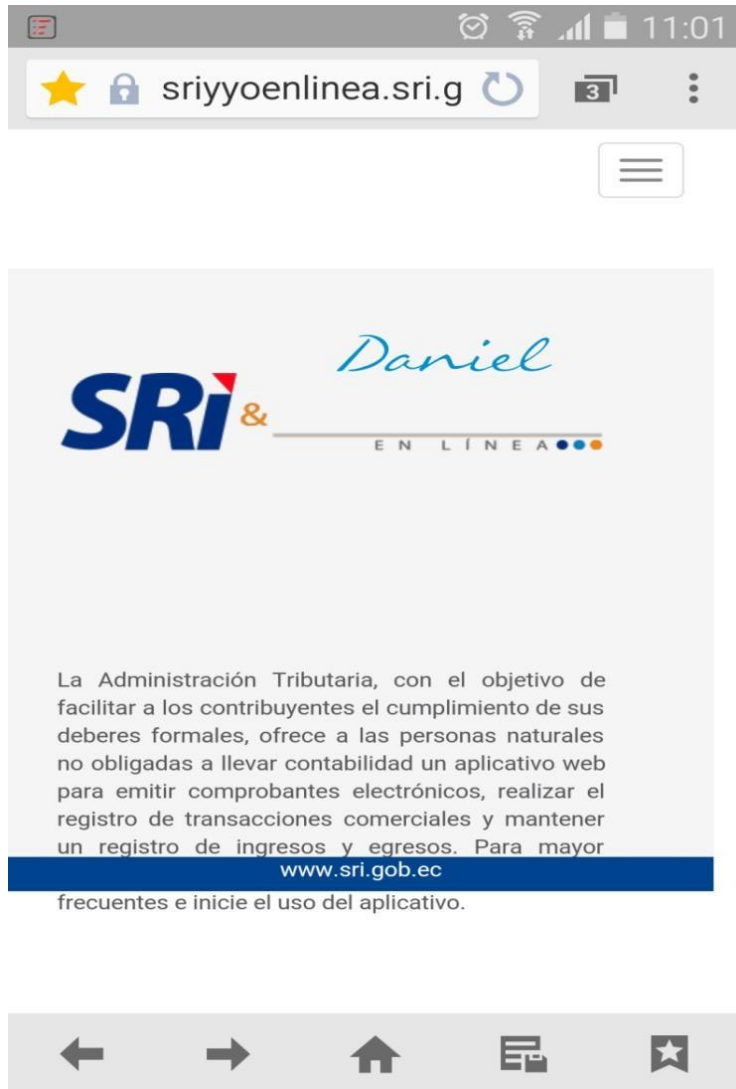 11:01
sriyyoenlinea.sri.g
3
Daniel
SRi &
EN LÍNEA
La Administración Tributaria, con el objetivo de
facilitar a los contribuyentes el cumplimiento de sus
deberes formales, ofrece a las personas naturales
no obligadas a llevar contabilidad un aplicativo web
para emitir comprobantes electrónicos, realizar el
registro de transacciones comerciales y mantener
un registro de ingresos y egresos. Para mayor
www.sri.gob.ec
frecuentes e inicie el uso del aplicativo.